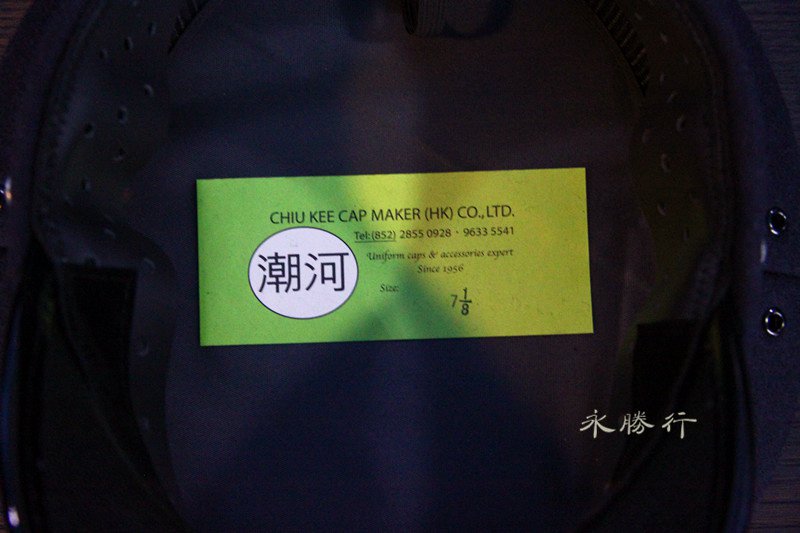 CHIU KEE CAP MAKER (HK) CO.,LTD.
Tel:(852) 2855 0928 · 9633 5541
潮河
Uniform caps & accessories expert
Since 1956
Size:
7 1/8
永勝行